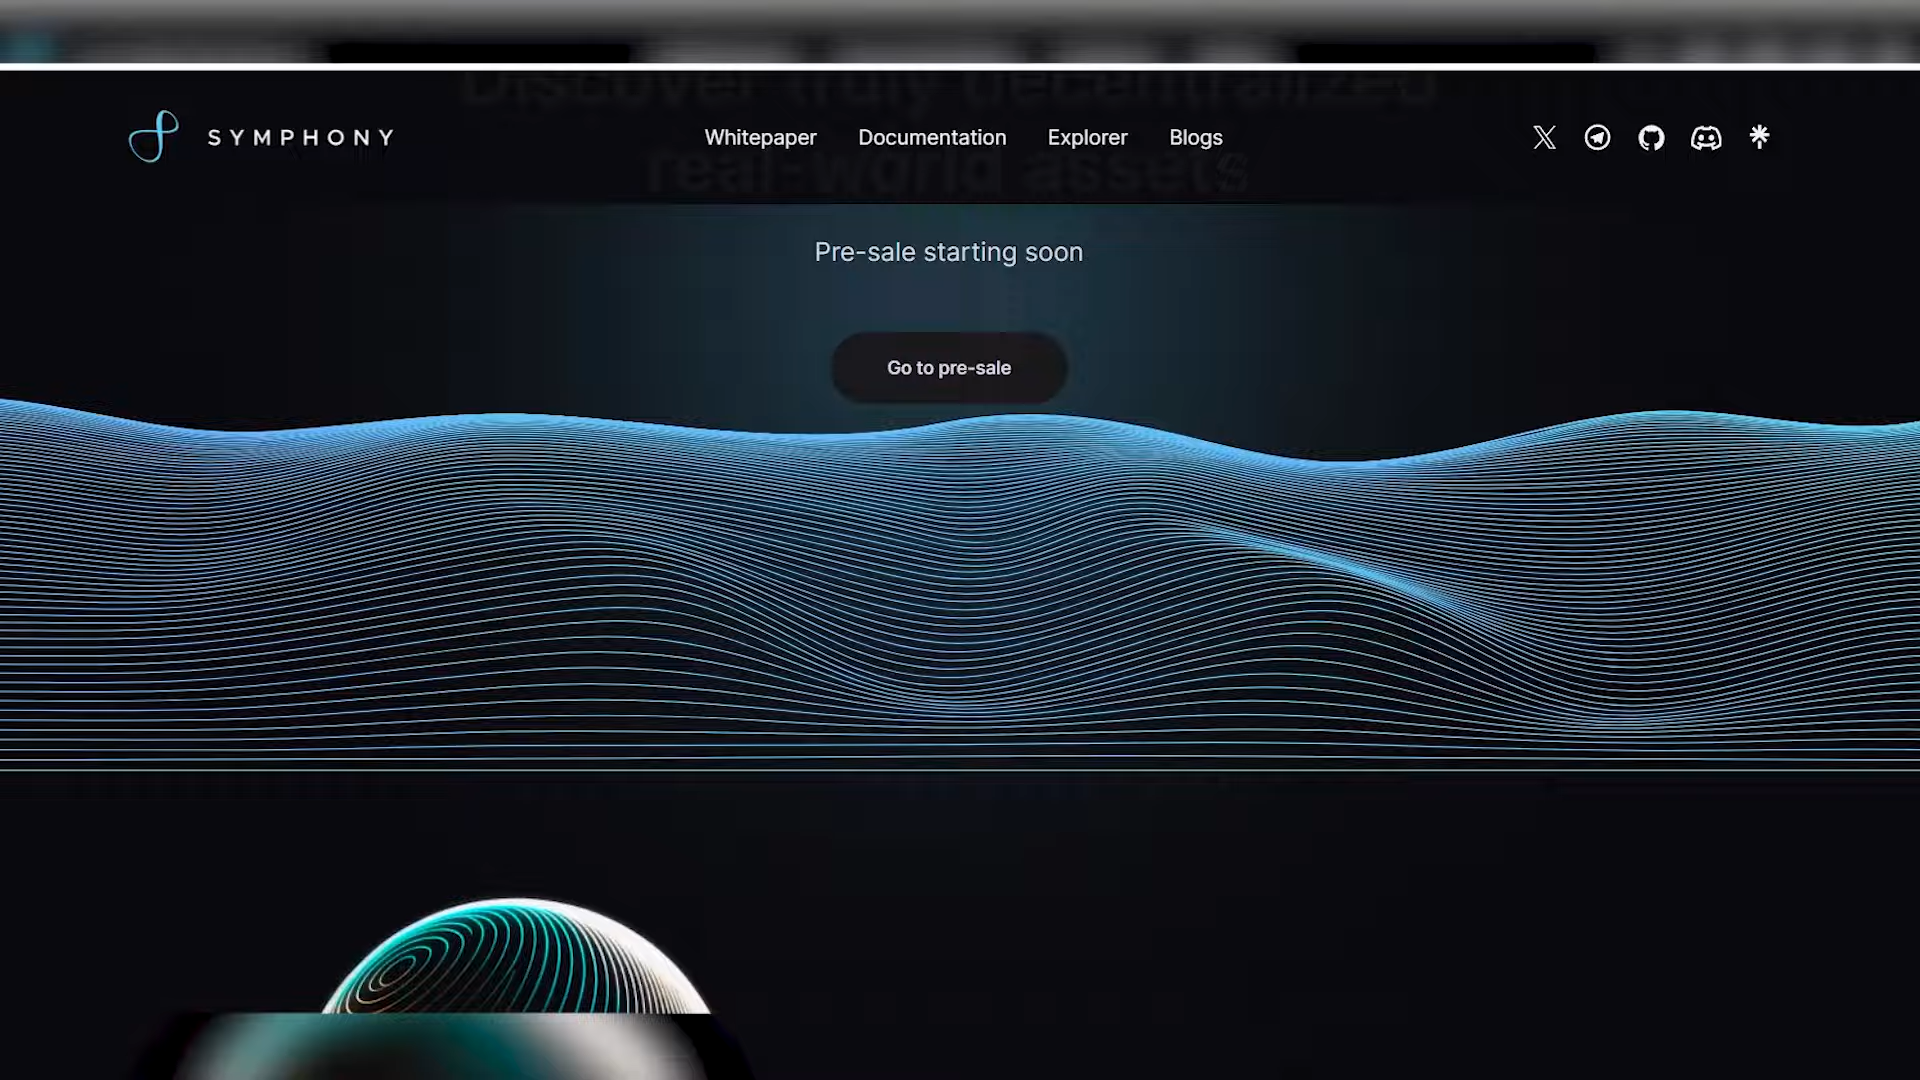 Discover truly decentralized
SYMPHONY
Whitepaper
Documentation
Explorer
Blogs
real-world assets
Pre-sale starting soon
Go to pre-sale